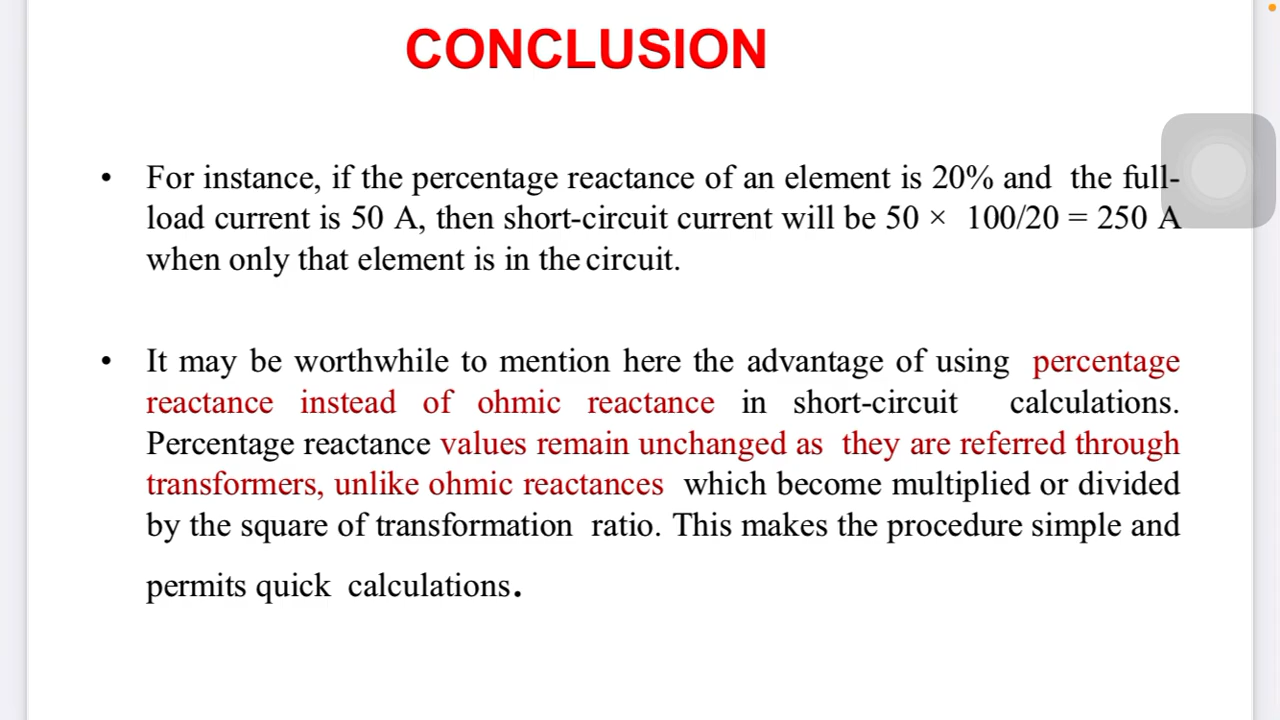 CONCLUSION
• For instance, if the percentage reactance of an element is 20% and the full-
load current is 50 A, then short-circuit current will be 50 × 100/20 = 250 A
when only that element is in the circuit.
• It may be worthwhile to mention here the advantage of using percentage
reactance instead of ohmic reactance in short-circuit calculations.
Percentage reactance values remain unchanged as they are referred through
transformers, unlike ohmic reactances which become multiplied or divided
by the square of transformation ratio. This makes the procedure simple and
permits quick calculations.